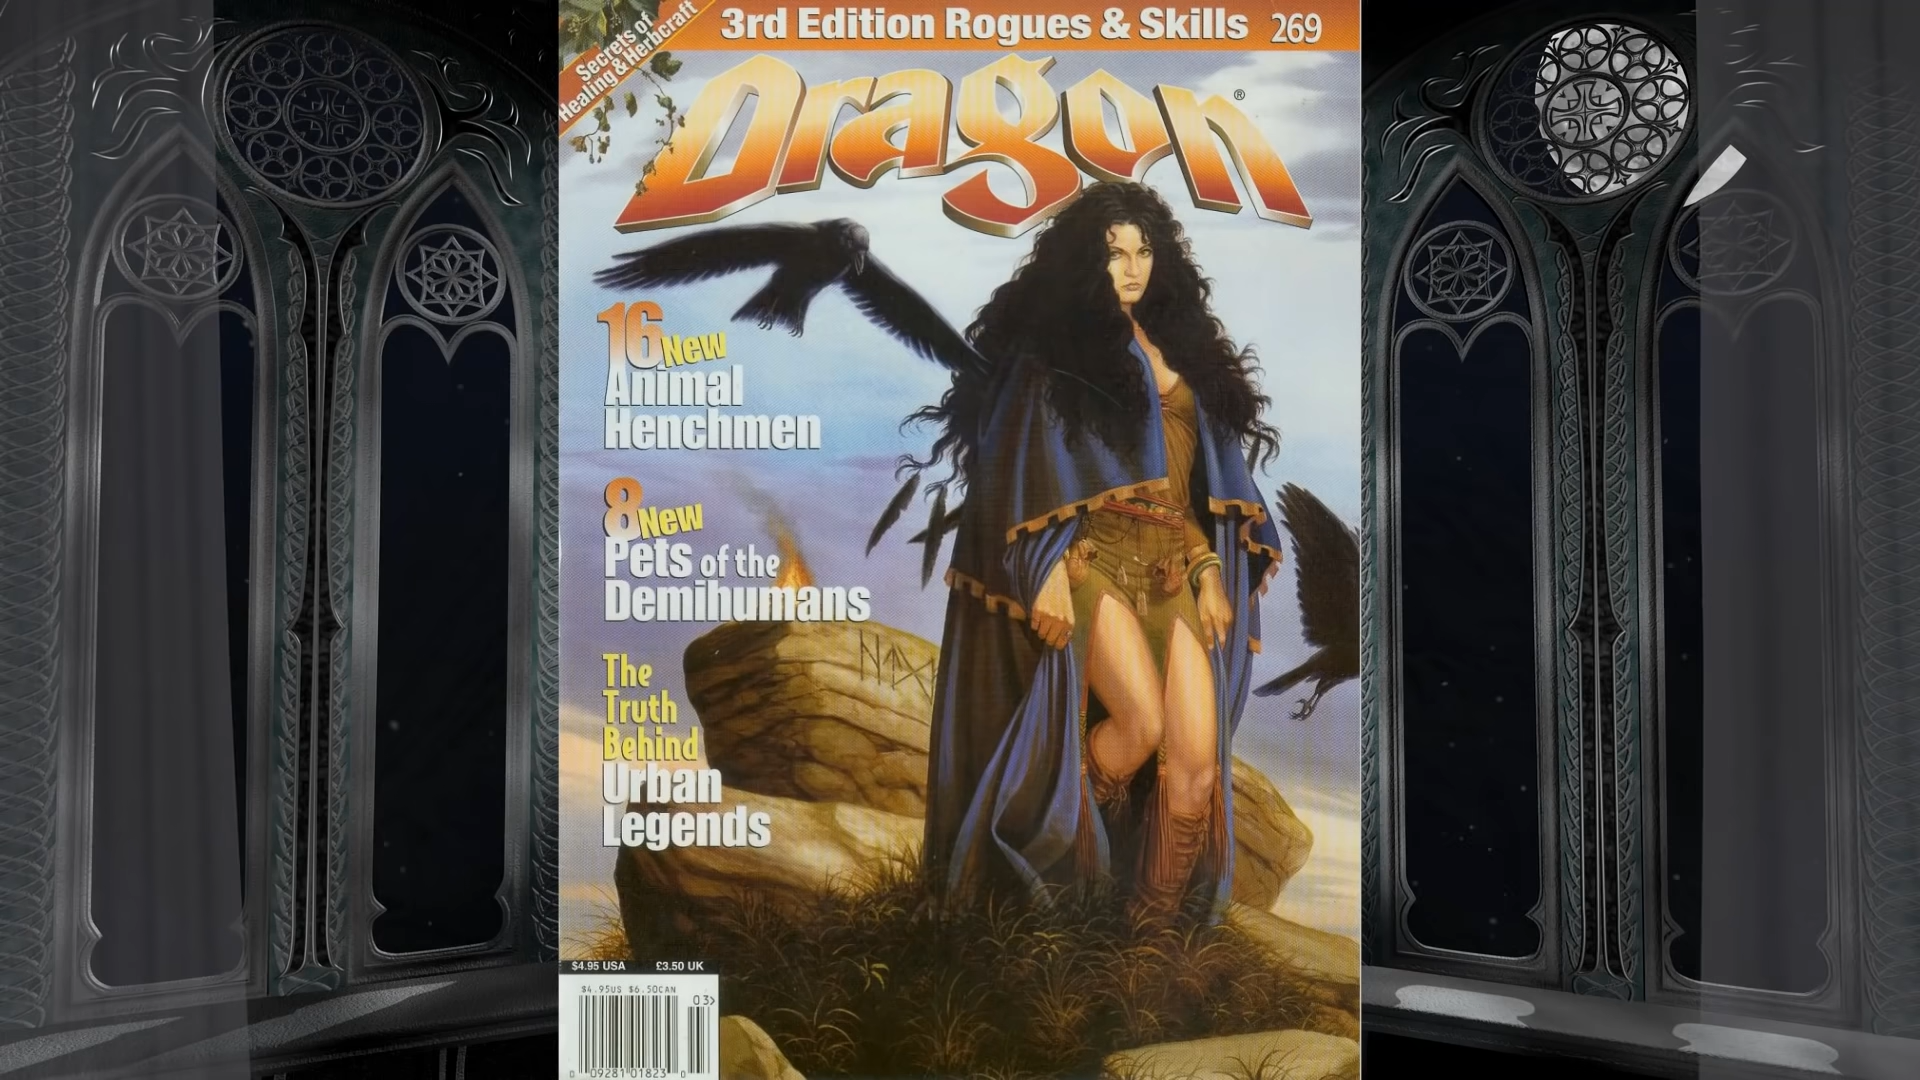 Secrets of
Healing & Herbcraft
3rd Edition Rogues & Skills 269
Dragon®
16 New
Animal
Henchmen
8 New
Pets of the
Demihumans
The
Truth
Behind
Urban
Legends
$4.95 USA £3.50 UK
$4.95US $6.50CAN
03>
0 09281 01823 0